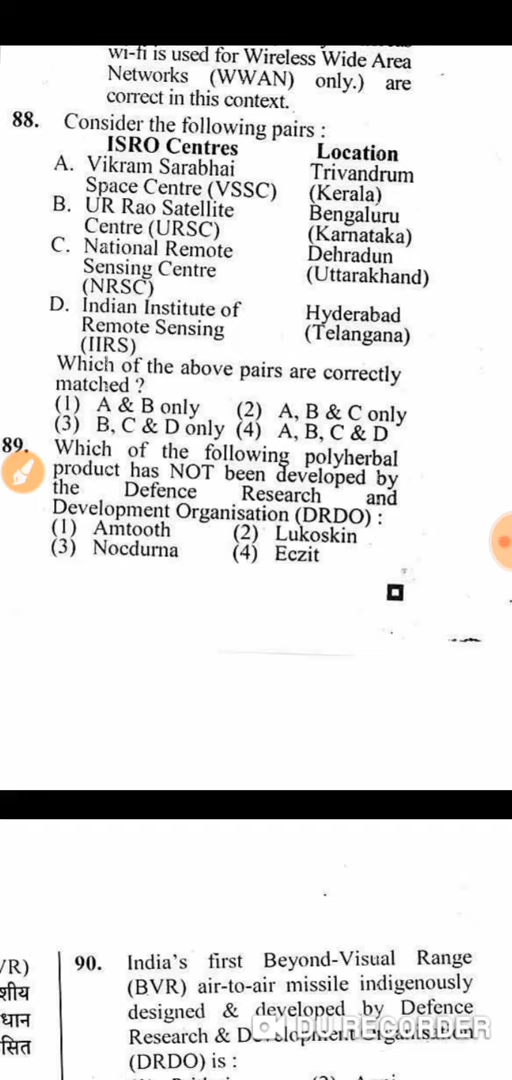 wi-fi is used for Wireless Wide Area
Networks (WWAN) only.) are
correct in this context.
88. Consider the following pairs :
ISRO Centres Location
A. Vikram Sarabhai Trivandrum
Space Centre (VSSC) (Kerala)
B. UR Rao Satellite Bengaluru
Centre (URSC) (Karnataka)
C. National Remote Dehradun
Sensing Centre (Uttarakhand)
(NRSC)
D. Indian Institute of Hyderabad
Remote Sensing (Telangana)
(IIRS)
Which of the above pairs are correctly
matched ?
(1) A & B only (2) A, B & C only
(3) B, C & D only (4) A, B, C & D
89. Which of the following polyherbal
product has NOT been developed by
the Defence Research and
Development Organisation (DRDO) :
(1) Amtooth (2) Lukoskin
(3) Nocdurna (4) Eczit
VR)
शीय
धान
सित
90. India's first Beyond-Visual Range
(BVR) air-to-air missile indigenously
designed & developed by Defence
Research & Development Organisation
(DRDO) is :
DU RECORDER